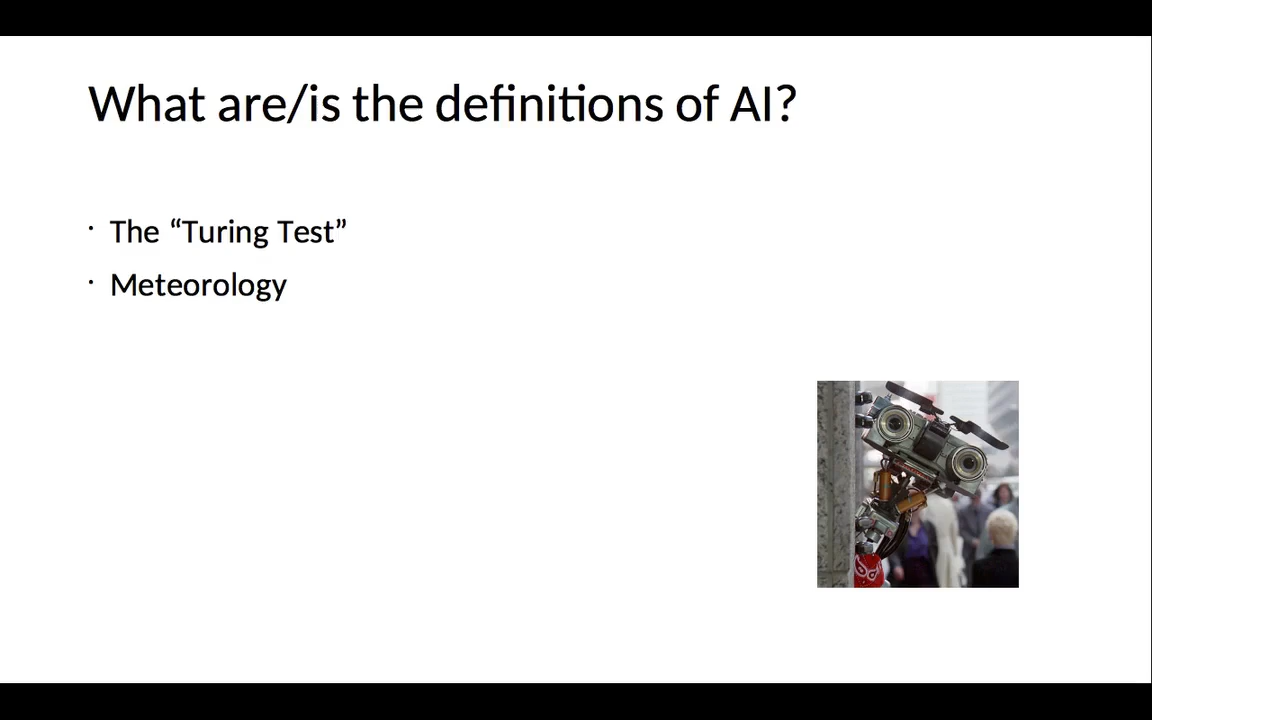 What are/is the definitions of AI?
· The “Turing Test”
· Meteorology